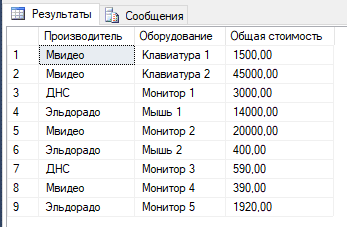 Результаты Сообщения
Производитель Оборудование Общая стоимость
1 Мвидео Клавиатура 1 1500,00
2 Мвидео Клавиатура 2 45000,00
3 ДНС Монитор 1 3000,00
4 Эльдорадо Мышь 1 14000,00
5 Мвидео Монитор 2 20000,00
6 Эльдорадо Мышь 2 400,00
7 ДНС Монитор 3 590,00
8 Мвидео Монитор 4 390,00
9 Эльдорадо Монитор 5 1920,00